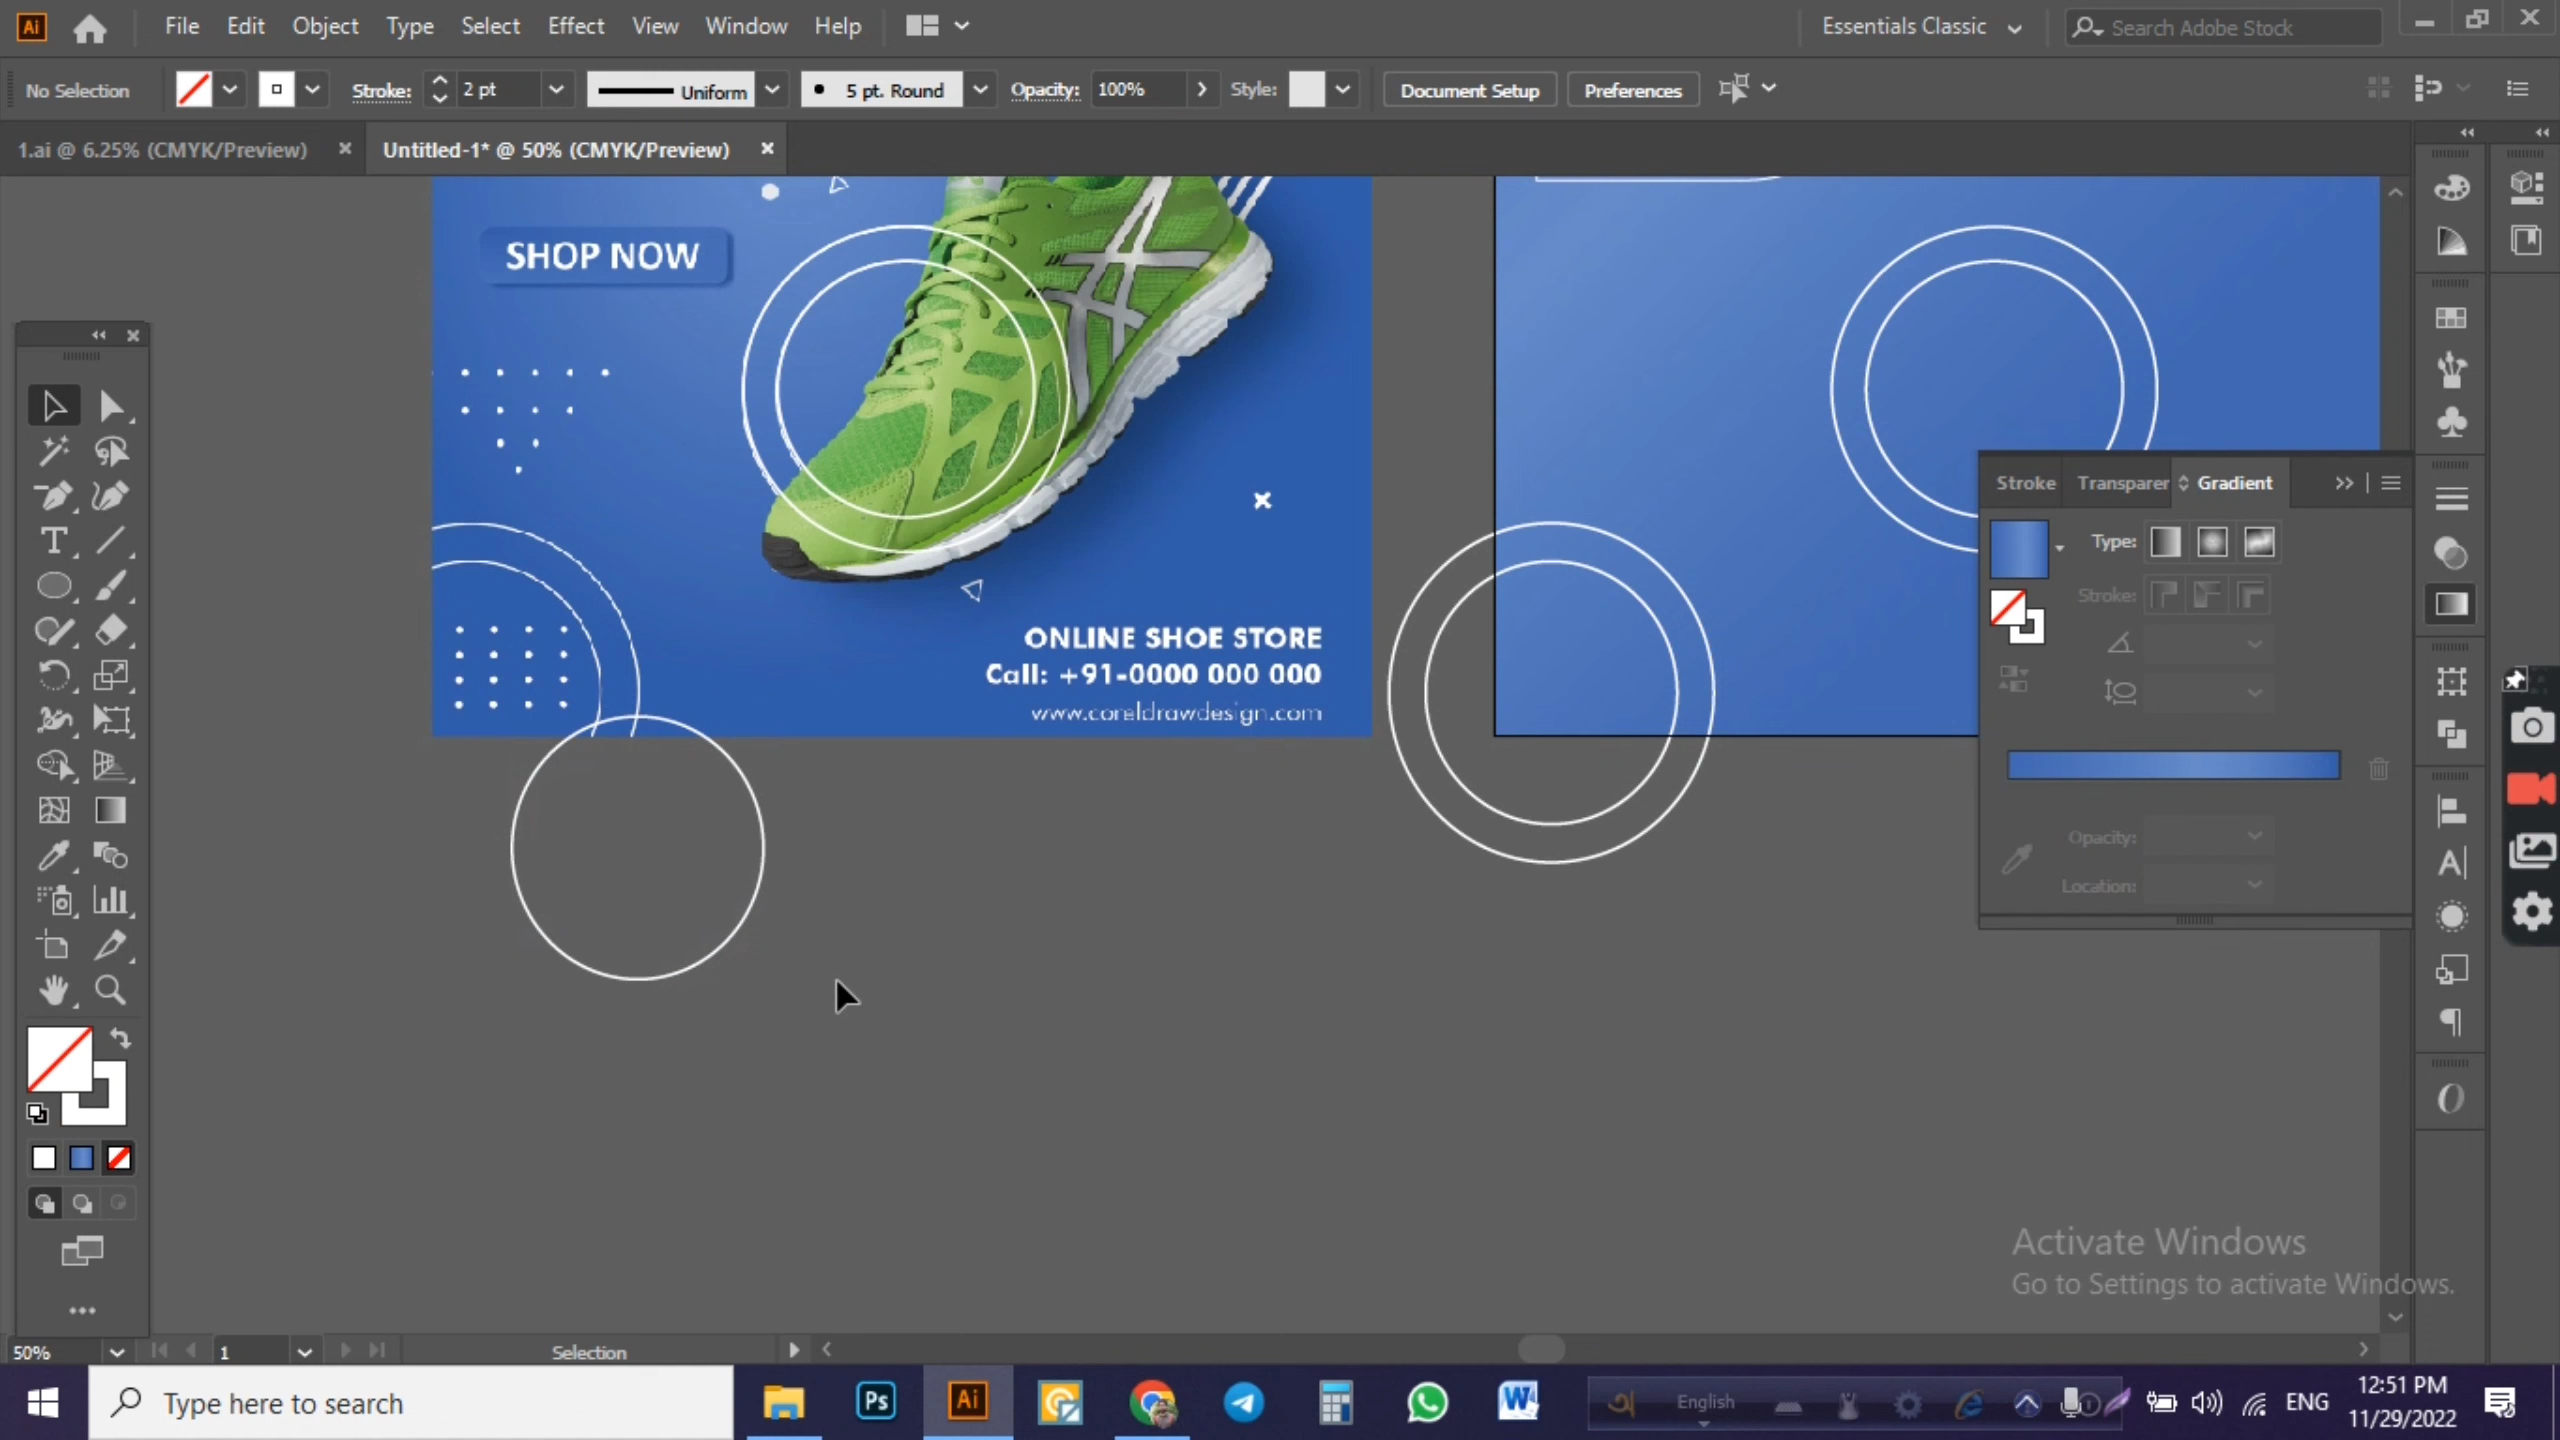 Ai File Edit Object Type Select Effect View Window Help Essentials Classic Search Adobe Stock
No Selection Stroke: 2 pt Uniform 5 pt. Round Opacity: 100% Style: Document Setup Preferences
1.ai @ 6.25% (CMYK/Preview) Untitled-1* @ 50% (CMYK/Preview)
SHOP NOW
Stroke Transparer Gradient
Type:
Stroke:
ONLINE SHOE STORE
Call: +91-0000 000 000
www.coreldrawdesign.com
Opacity:
Location:
Activate Windows
Go to Settings to activate Windows.
50% 1 Selection
Type here to search Ps Ai W English ENG 12:51 PM
11/29/2022